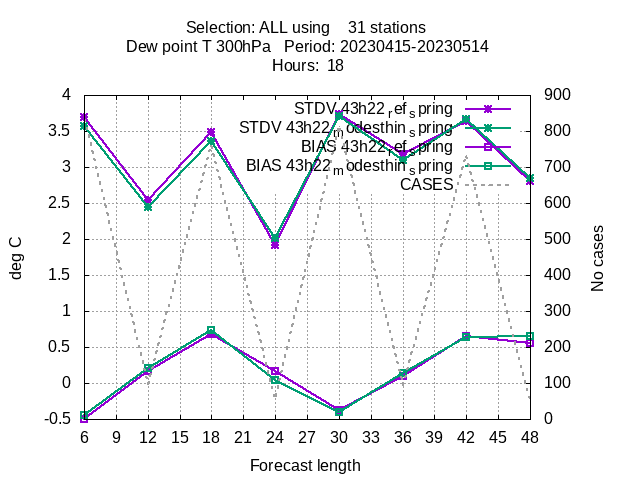 Selection: ALL using    31 stations
Dew point T 300hPa   Period: 20230415-20230514
Hours: 18
STDV 43h22_ref_spring
STDV 43h22_modesthin_spring
BIAS 43h22_ref_spring
BIAS 43h22_modesthin_spring
CASES
4
3.5
3
2.5
2
1.5
1
0.5
0
-0.5
deg C
900
800
700
600
500
400
300
200
100
0
No cases
6 9 12 15 18 21 24 27 30 33 36 39 42 45 48
Forecast length